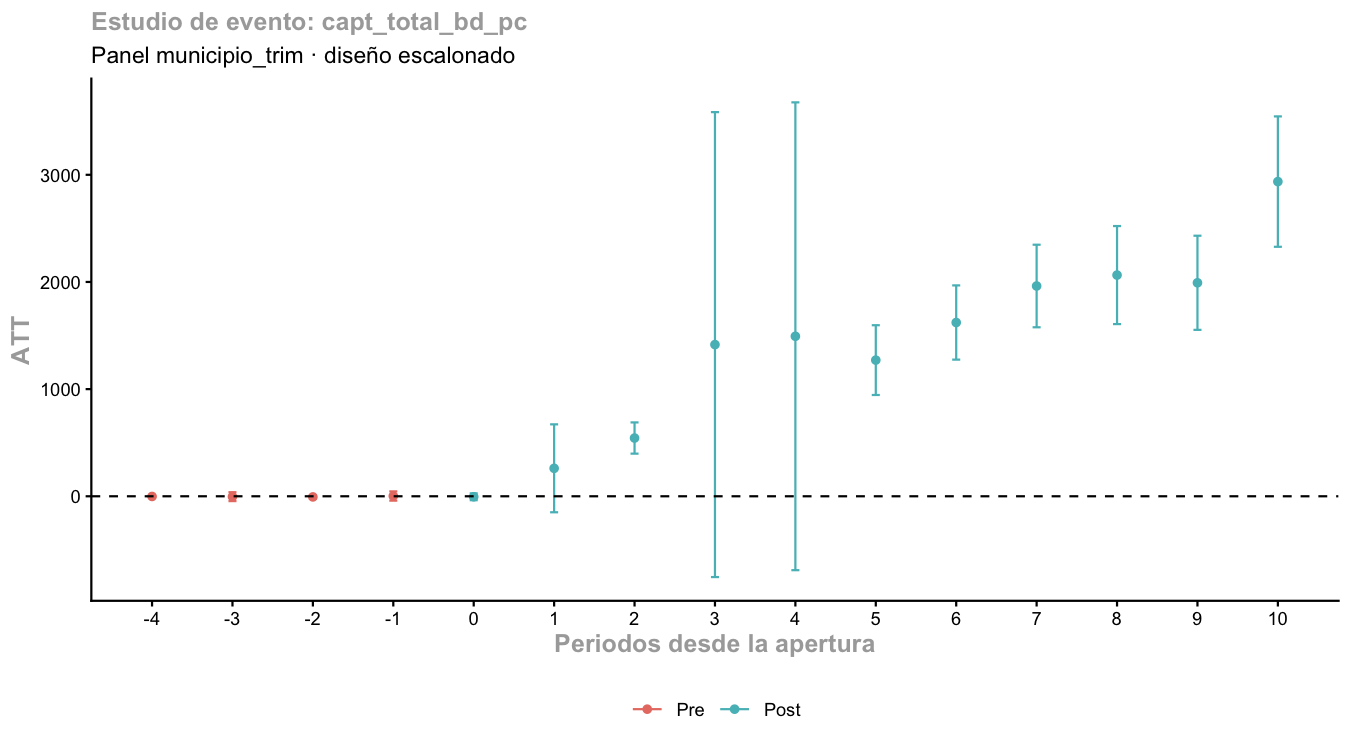 Estudio de evento: capt_total_bd_pc
Panel municipio_trim · diseño escalonado
ATT
3000
2000
1000
0
-4 -3 -2 -1 0 1 2 3 4 5 6 7 8 9 10
Periodos desde la apertura
Pre Post